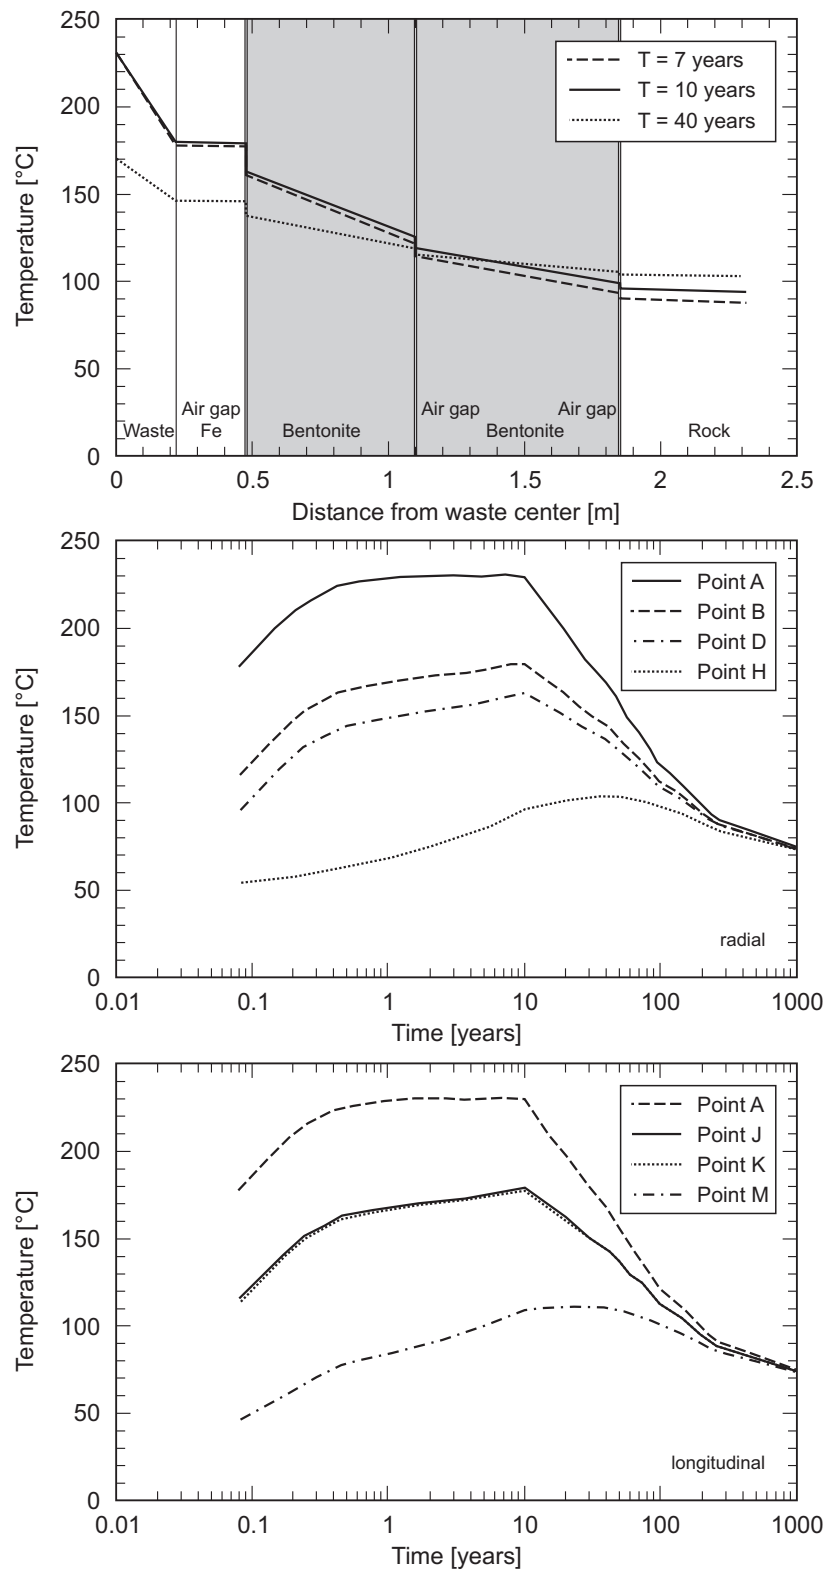 250
200
150
100
50
0
Temperature [°C]
T = 7 years
T = 10 years
T = 40 years
Air gap
Air gap
Air gap
Waste
Fe
Bentonite
Bentonite
Rock
0
0.5
1
1.5
2
2.5
Distance from waste center [m]
250
200
150
100
50
0
Temperature [°C]
Point A
Point B
Point D
Point H
radial
0.01
0.1
1
10
100
1000
Time [years]
250
200
150
100
50
0
Temperature [°C]
Point A
Point J
Point K
Point M
longitudinal
0.01
0.1
1
10
100
1000
Time [years]